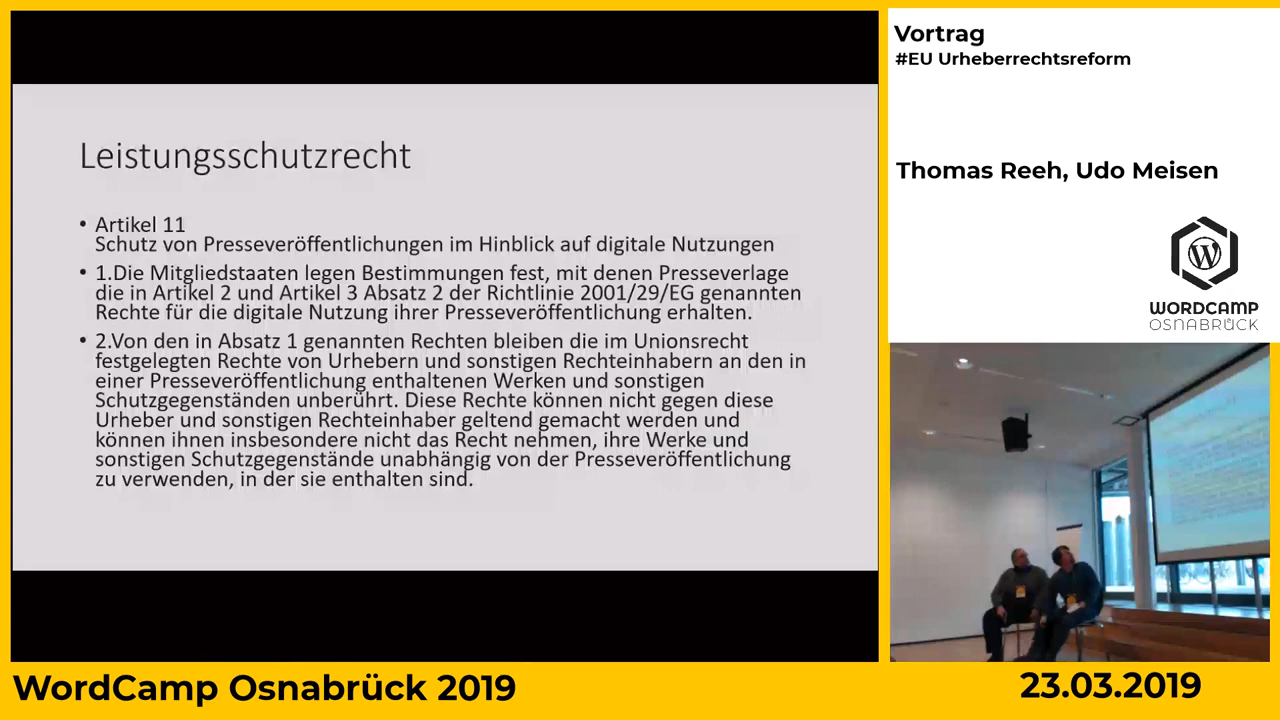 Leistungsschutzrecht
• Artikel 11
Schutz von Presseveröffentlichungen im Hinblick auf digitale Nutzungen
• 1.Die Mitgliedstaaten legen Bestimmungen fest, mit denen Presseverlage
die in Artikel 2 und Artikel 3 Absatz 2 der Richtlinie 2001/29/EG genannten
Rechte für die digitale Nutzung ihrer Presseveröffentlichung erhalten.
• 2.Von den in Absatz 1 genannten Rechten bleiben die im Unionsrecht
festgelegten Rechte von Urhebern und sonstigen Rechteinhabern an den in
einer Presseveröffentlichung enthaltenen Werken und sonstigen
Schutzgegenständen unberührt. Diese Rechte können nicht gegen diese
Urheber und sonstigen Rechteinhaber geltend gemacht werden und
können ihnen insbesondere nicht das Recht nehmen, ihre Werke und
sonstigen Schutzgegenstände unabhängig von der Presseveröffentlichung
zu verwenden, in der sie enthalten sind.
Vortrag
#EU Urheberrechtsreform
Thomas Reeh, Udo Meisen
WORDCAMP
OSNABRÜCK
WordCamp Osnabrück 2019
23.03.2019